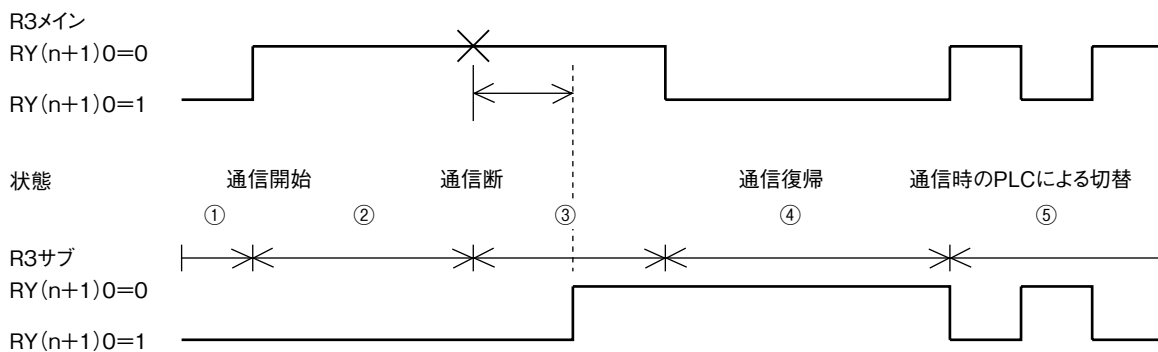 R3メイン
RY(n+1)0=0
RY(n+1)0=1
状態 通信開始 通信断 通信復帰 通信時のPLCによる切替
① ② ③ ④ ⑤
R3サブ
RY(n+1)0=0
RY(n+1)0=1